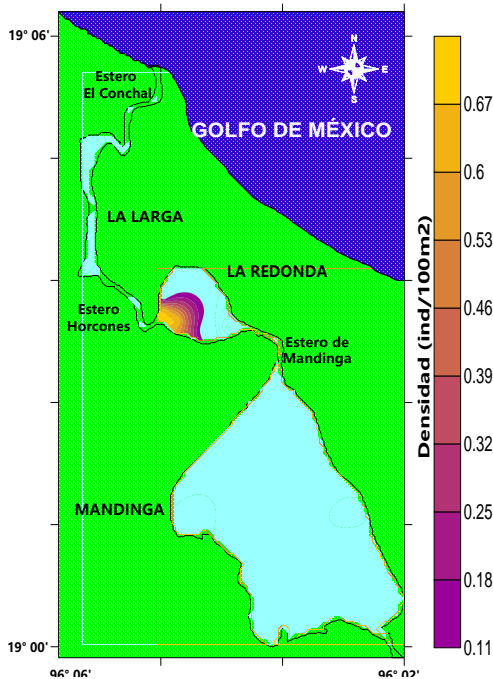 19 06'
N
W E
S
Estero
El Conchal
GOLFO DE MÉXICO
LA LARGA
LA REDONDA
Estero
Horcones
Estero de
Mandinga
MANDINGA
19 00'
96 06'
96 02'
Densidad (ind/100m2)
0.67
0.6
0.53
0.46
0.39
0.32
0.25
0.18
0.11